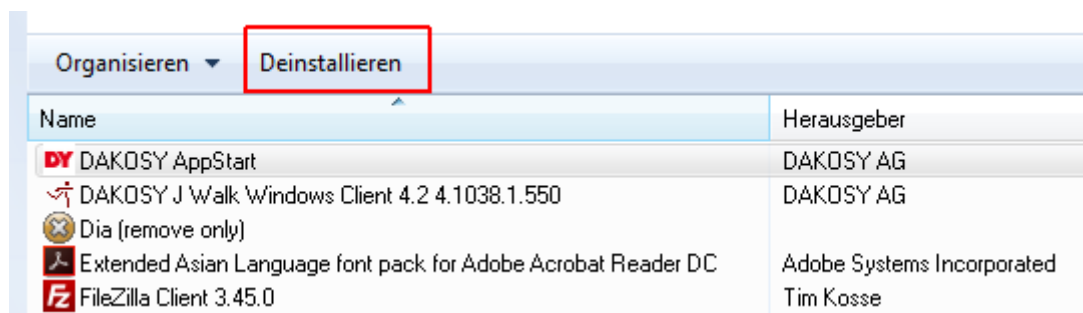 Organisieren Deinstallieren
Name Herausgeber
DY DAKOSY AppStart DAKOSY AG
DAKOSY J Walk Windows Client 4.2 4.1038.1.550 DAKOSY AG
Dia (remove only)
Extended Asian Language font pack for Adobe Acrobat Reader DC Adobe Systems Incorporated
Fz FileZilla Client 3.45.0 Tim Kosse